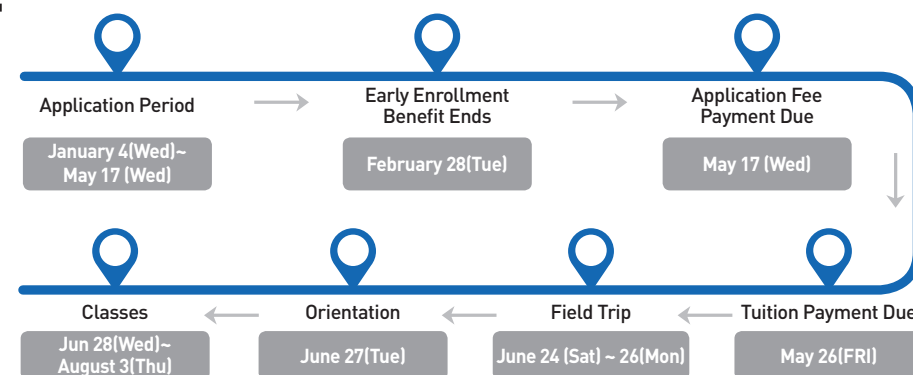 Application Period
Early Enrollment
Benefit Ends
Application Fee
Payment Due
January 4(Wed)~
May 17 (Wed)
February 28(Tue)
May 17 (Wed)
Classes
Orientation
Field Trip
Tuition Payment Due
Jun 28(Wed)~
August 3(Thu)
June 27(Tue)
June 24 (Sat) ~ 26(Mon)
May 26(FRI)